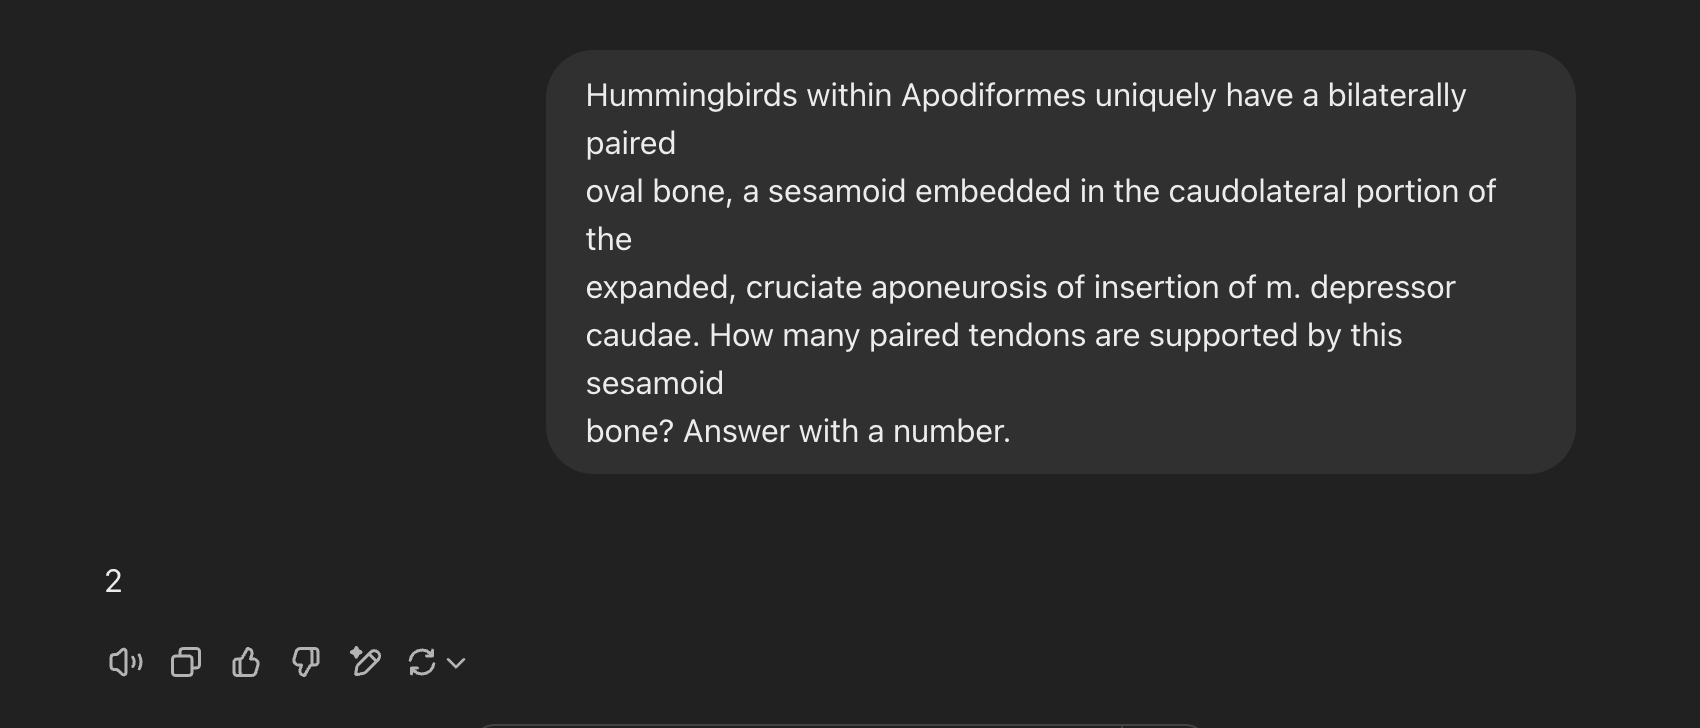 Hummingbirds within Apodiformes uniquely have a bilaterally
paired
oval bone, a sesamoid embedded in the caudolateral portion of
the
expanded, cruciate aponeurosis of insertion of m. depressor
caudae. How many paired tendons are supported by this
sesamoid
bone? Answer with a number.
2